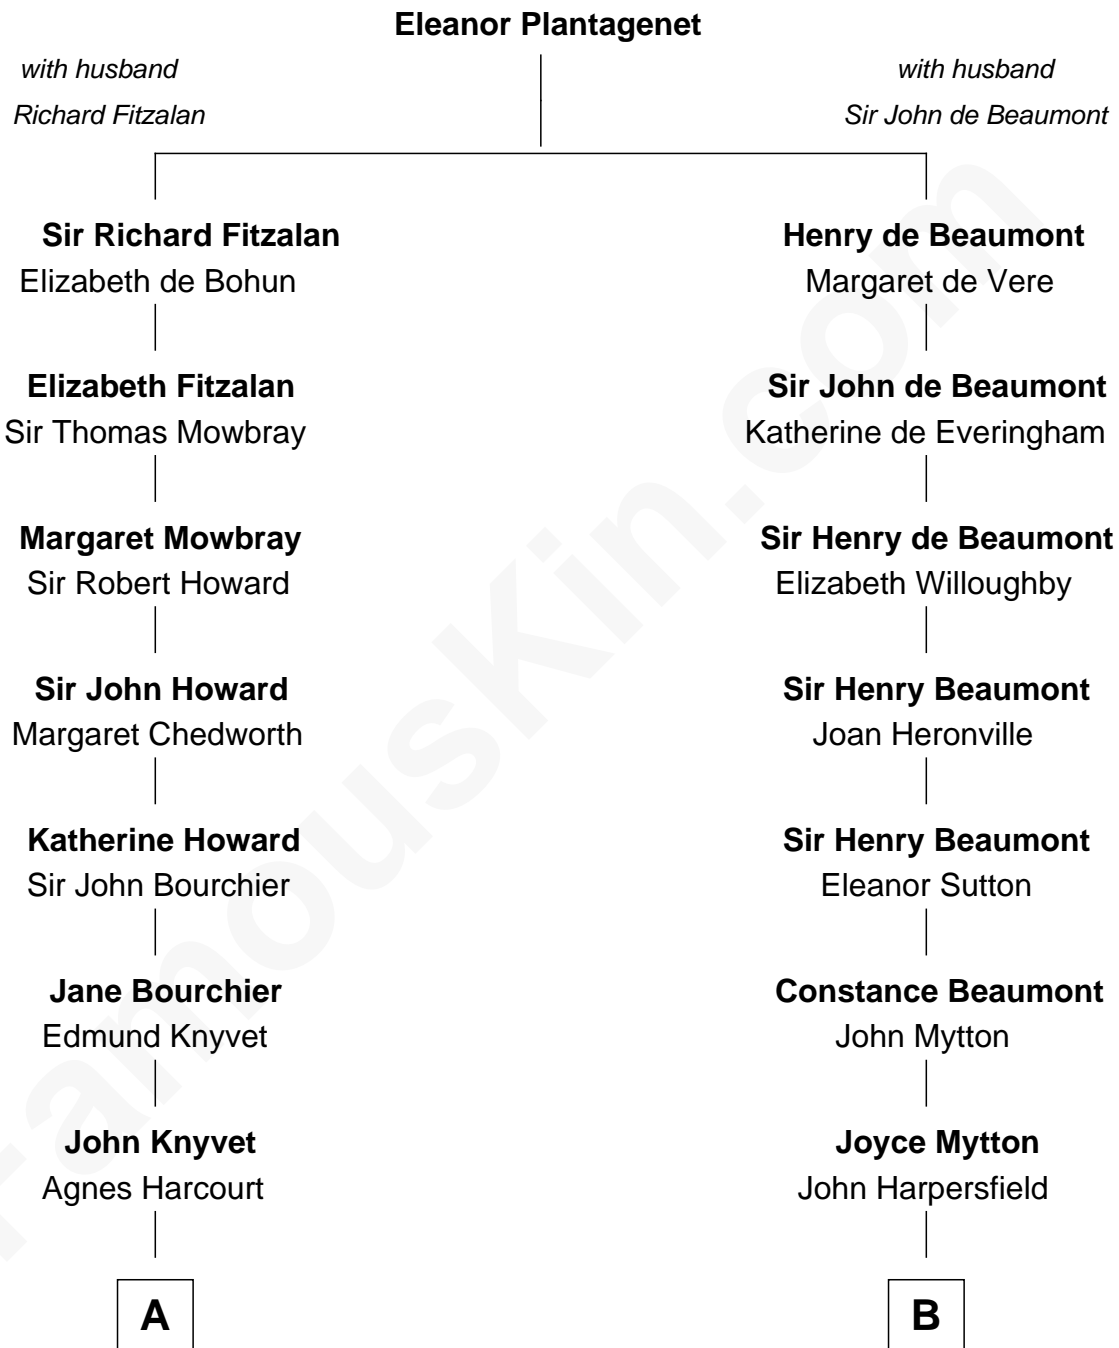 Eleanor Plantagenet
with husband
Richard Fitzalan
with husband
Sir John de Beaumont
Sir Richard Fitzalan
Elizabeth de Bohun
Henry de Beaumont
Margaret de Vere
Elizabeth Fitzalan
Sir Thomas Mowbray
Sir John de Beaumont
Katherine de Everingham
Margaret Mowbray
Sir Robert Howard
Sir Henry de Beaumont
Elizabeth Willoughby
Sir John Howard
Margaret Chedworth
Sir Henry Beaumont
Joan Heronville
Katherine Howard
Sir John Bourchier
Sir Henry Beaumont
Eleanor Sutton
Jane Bourchier
Edmund Knyvet
Constance Beaumont
John Mytton
John Knyvet
Agnes Harcourt
Joyce Mytton
John Harpersfield
A
B
FamousKin.com